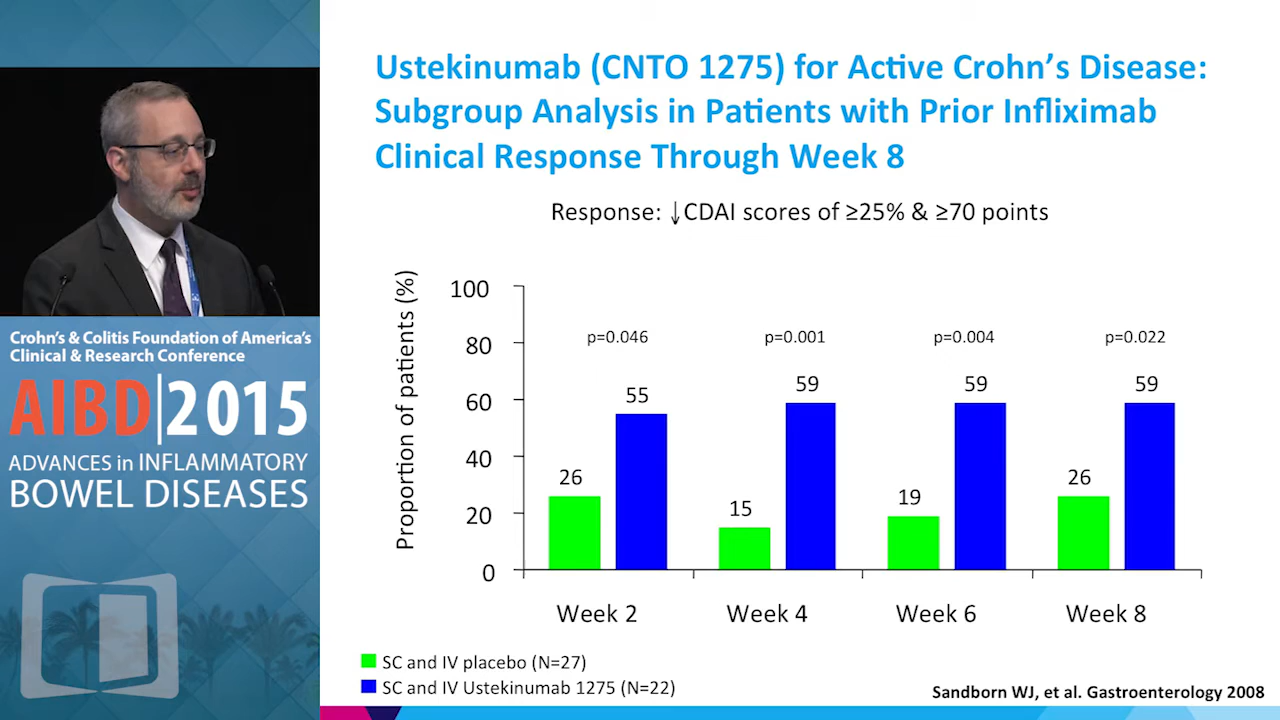 Ustekinumab (CNTO 1275) for Active Crohn's Disease:
Subgroup Analysis in Patients with Prior Infliximab
Clinical Response Through Week 8
Response: ↓CDAI scores of ≥25% & ≥70 points
Proportion of patients (%)
100
80
60
40
20
0
p=0.046
p=0.001
p=0.004
p=0.022
26
55
15
59
19
59
26
59
Week 2
Week 4
Week 6
Week 8
SC and IV placebo (N=27)
SC and IV Ustekinumab 1275 (N=22)
Sandborn WJ, et al. Gastroenterology 2008
Crohn's & Colitis Foundation of America's
Clinical & Research Conference
AIBD|2015
ADVANCES in INFLAMMATORY
BOWEL DISEASES